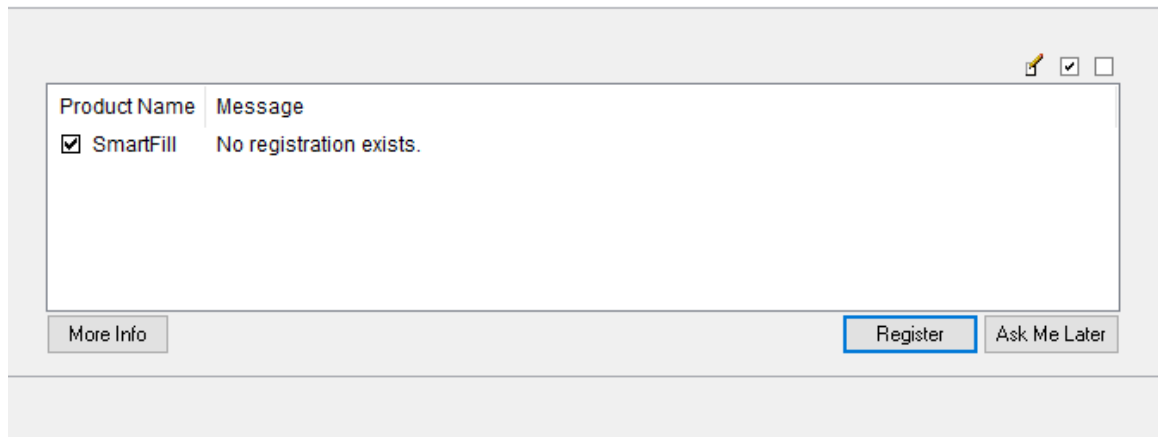 Product Name Message
SmartFill No registration exists.
More Info Register Ask Me Later